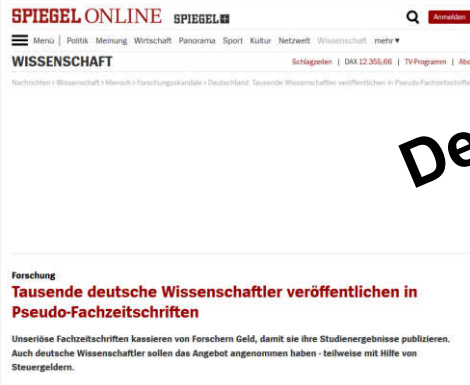 SPIEGEL ONLINE SPIEGEL+ Anmelden
Menü | Politik Meinung Wirtschaft Panorama Sport Kultur Netzwelt Wissenschaft mehr▼
WISSENSCHAFT Schlagzeilen | DAX 12.355,66 | TV-Programm | Abo
Nachrichten > Wissenschaft > Mensch > Forschungsskandale > Deutschland: Tausende Wissenschaftler veröffentlichen in Pseudo-Fachzeitschriften
De
Forschung
Tausende deutsche Wissenschaftler veröffentlichen in
Pseudo-Fachzeitschriften
Unseriöse Fachzeitschriften kassieren von Forschern Geld, damit sie ihre Studienergebnisse publizieren.
Auch deutsche Wissenschaftler sollen das Angebot angenommen haben - teilweise mit Hilfe von
Steuergeldern.